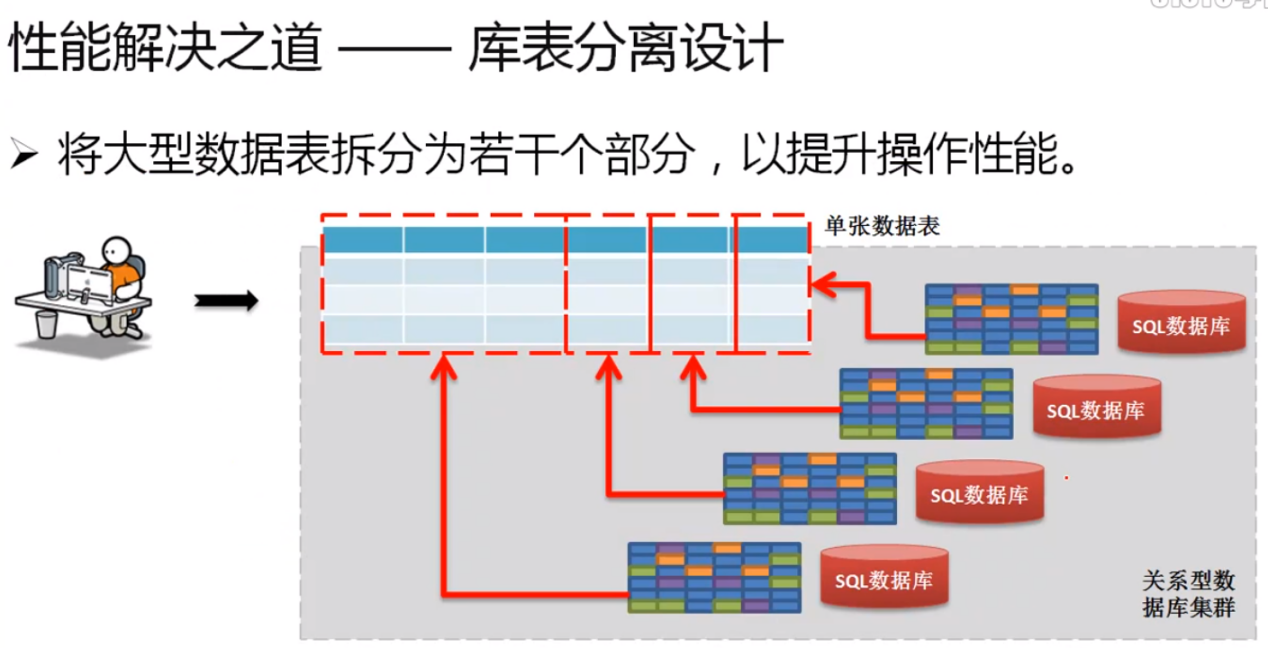 性能解决之道 —— 库表分离设计
➢ 将大型数据表拆分为若干个部分，以提升操作性能。
单张数据表
SQL数据库
SQL数据库
SQL数据库
SQL数据库
关系型数
据库集群